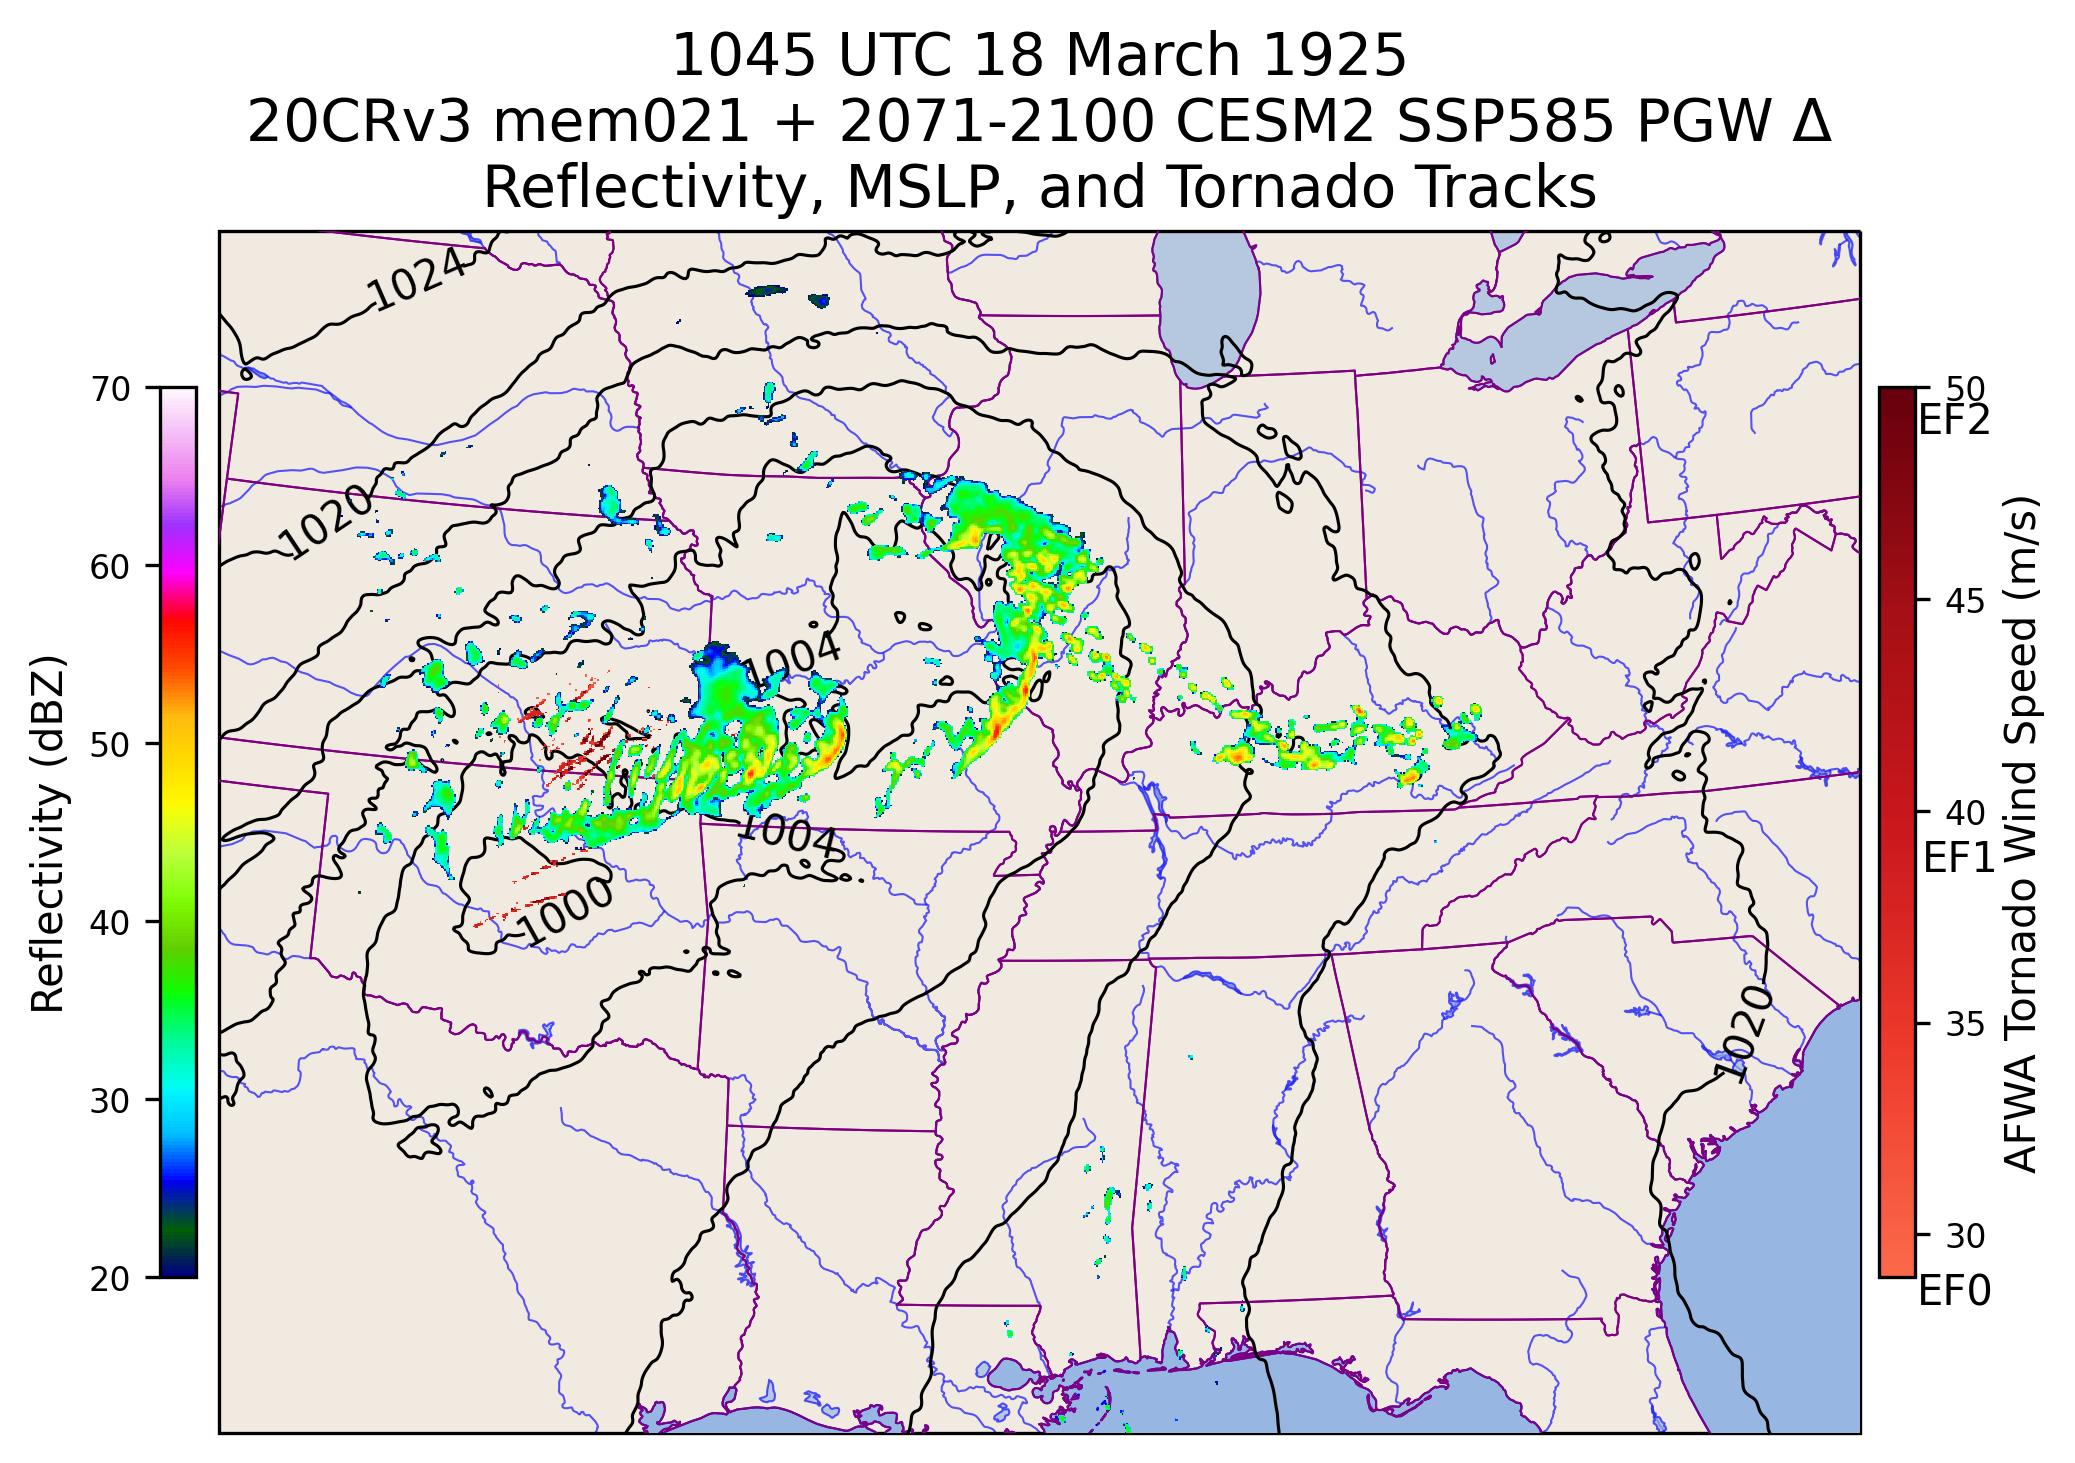 1045 UTC 18 March 1925
20CRv3 mem021 + 2071-2100 CESM2 SSP585 PGW Δ
Reflectivity, MSLP, and Tornado Tracks
1024
1020
1004
1004
1000
1020
70
60
50
40
30
20
Reflectivity (dBZ)
50
EF2
45
40
EF1
35
30
EF0
AFWA Tornado Wind Speed (m/s)